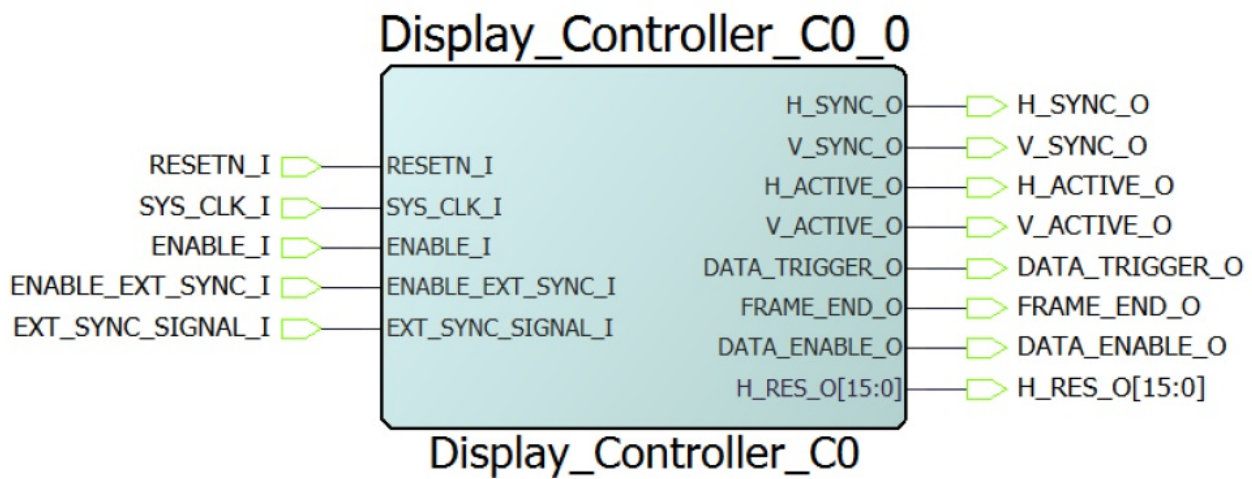 Display_Controller_C0_0
H_SYNC_O H_SYNC_O
V_SYNC_O V_SYNC_O
RESETN_I RESETN_I H_ACTIVE_O H_ACTIVE_O
SYS_CLK_I SYS_CLK_I V_ACTIVE_O V_ACTIVE_O
ENABLE_I ENABLE_I DATA_TRIGGER_O DATA_TRIGGER_O
ENABLE_EXT_SYNC_I ENABLE_EXT_SYNC_I FRAME_END_O FRAME_END_O
EXT_SYNC_SIGNAL_I EXT_SYNC_SIGNAL_I DATA_ENABLE_O DATA_ENABLE_O
H_RES_O[15:0] H_RES_O[15:0]
Display_Controller_C0